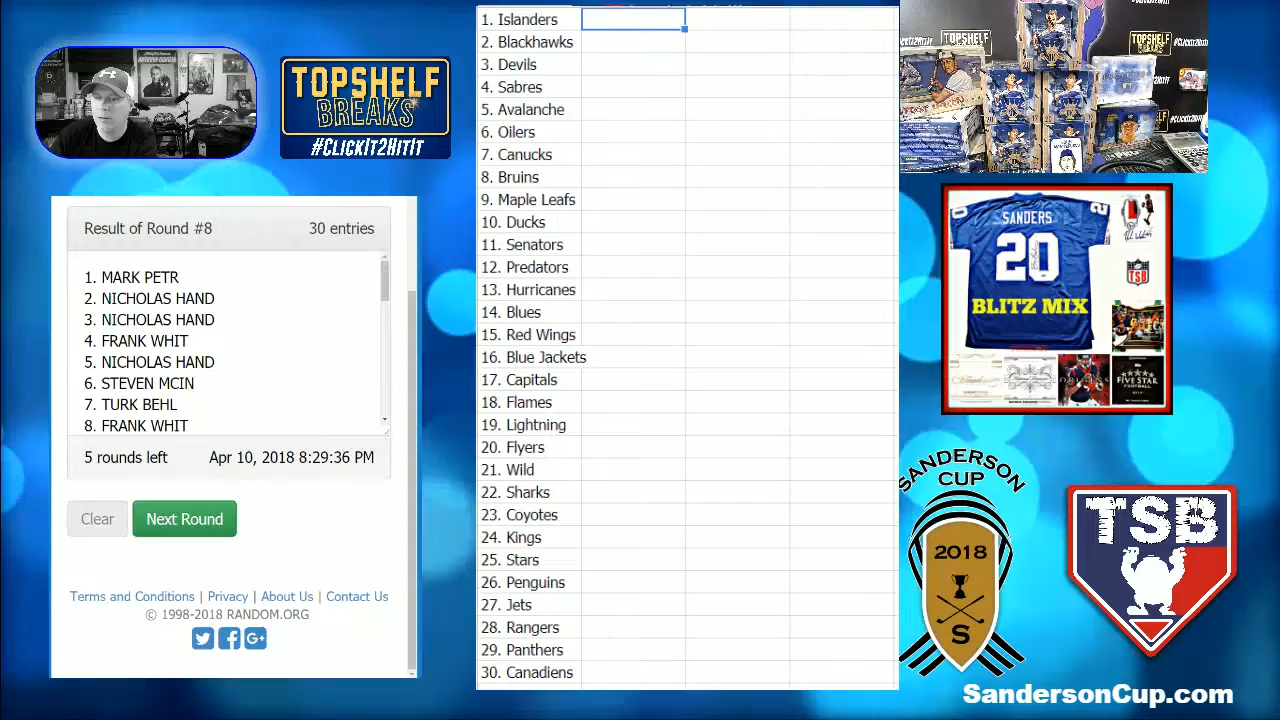 TOPSHELF
BREAKS
#CLICKIT2HITIT
Result of Round #8
30 entries
1. MARK PETR
2. NICHOLAS HAND
3. NICHOLAS HAND
4. FRANK WHIT
5. NICHOLAS HAND
6. STEVEN MCIN
7. TURK BEHL
8. FRANK WHIT
5 rounds left
Apr 10, 2018 8:29:36 PM
Clear
Next Round
Terms and Conditions | Privacy | About Us | Contact Us
© 1998-2018 RANDOM.ORG
1. Islanders
2. Blackhawks
3. Devils
4. Sabres
5. Avalanche
6. Oilers
7. Canucks
8. Bruins
9. Maple Leafs
10. Ducks
11. Senators
12. Predators
13. Hurricanes
14. Blues
15. Red Wings
16. Blue Jackets
17. Capitals
18. Flames
19. Lightning
20. Flyers
21. Wild
22. Sharks
23. Coyotes
24. Kings
25. Stars
26. Penguins
27. Jets
28. Rangers
29. Panthers
30. Canadiens
TOPSHELF
TOPSHELF
SANDERS
20
BLITZ MIX
TSB
ORIGINS
FIVE STAR
FOOTBALL
SANDERSON
CUP
2018
S
TSB
SandersonCup.com